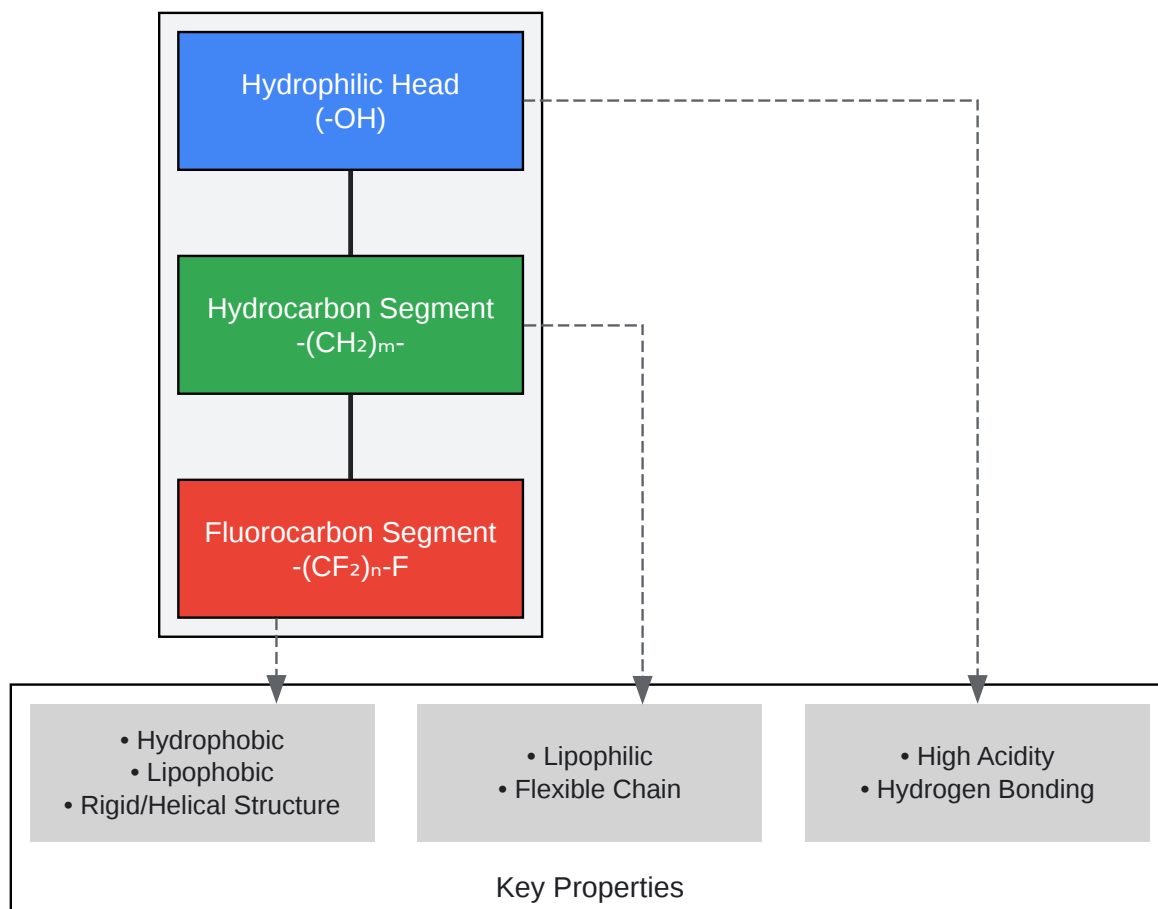 Hydrophilic Head
(-OH)
Hydrocarbon Segment
-(CH₂)ₘ-
Fluorocarbon Segment
-(CF₂)ₙ-F
• Hydrophobic
• Lipophobic
• Rigid/Helical Structure
• Lipophilic
• Flexible Chain
• High Acidity
• Hydrogen Bonding
Key Properties